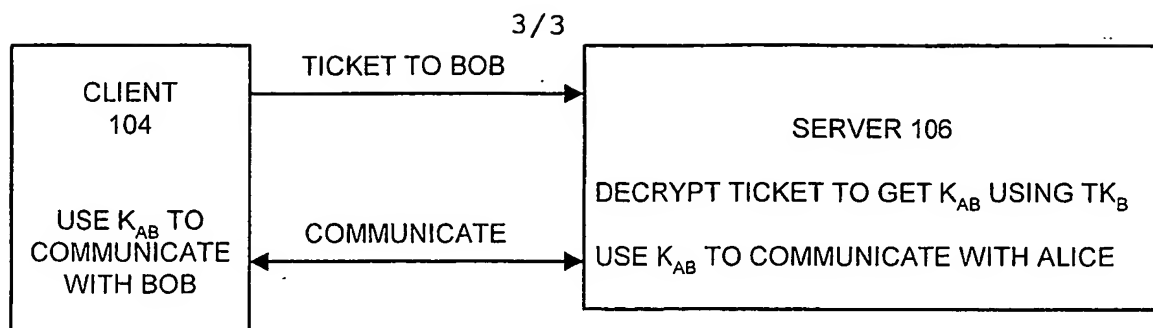 3/3
TICKET TO BOB
CLIENT
104
SERVER 106
DECRYPT TICKET TO GET K_AB USING TK_B
USE K_AB TO
COMMUNICATE
WITH BOB
COMMUNICATE
USE K_AB TO COMMUNICATE WITH ALICE